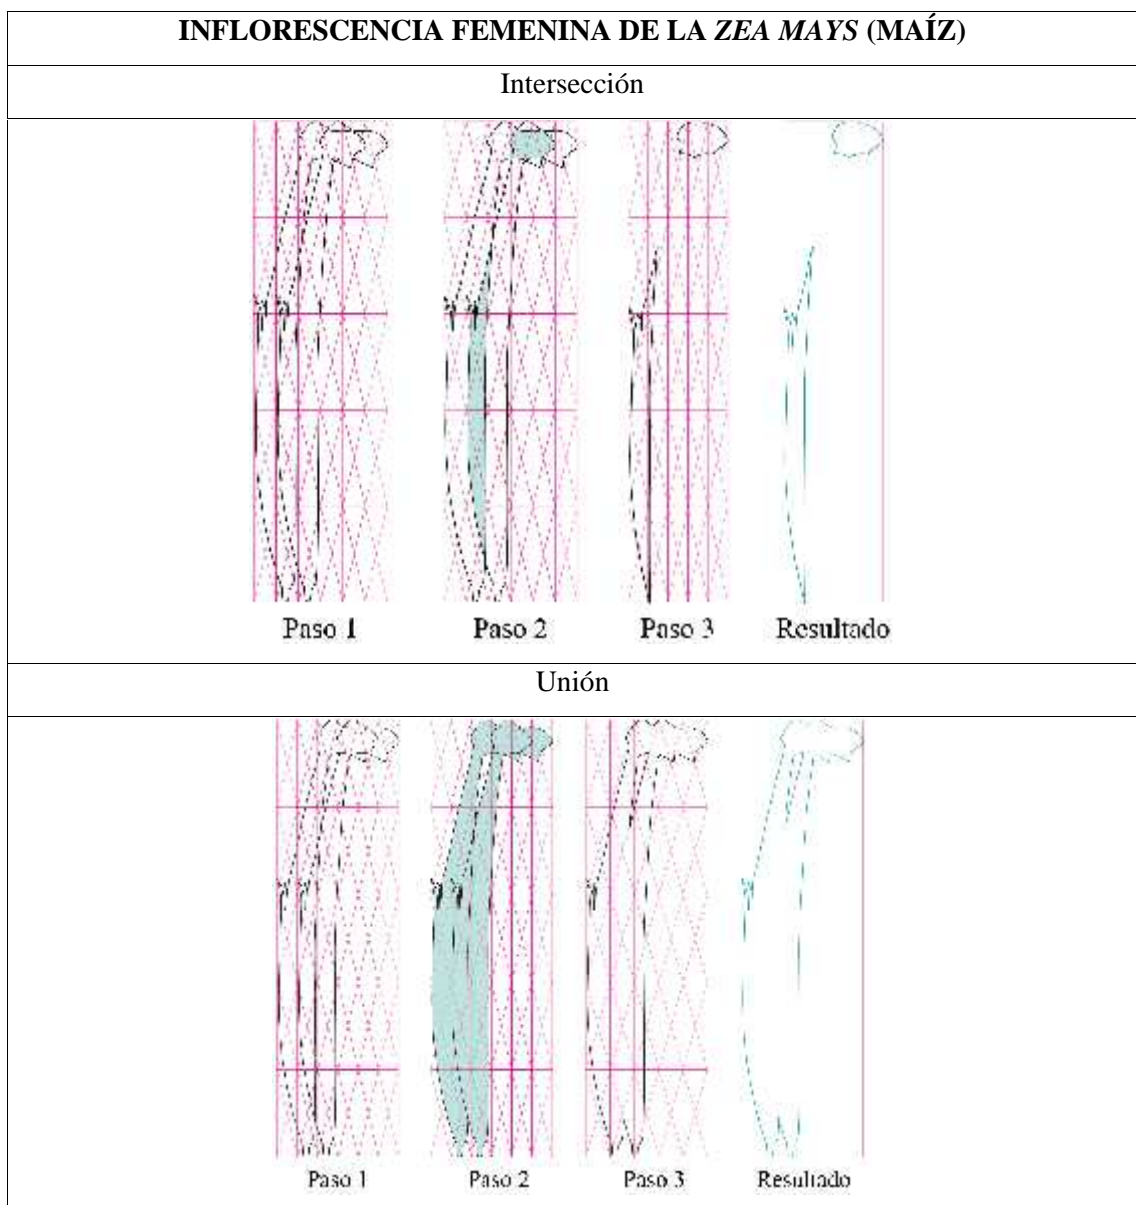 INFLORESCENCIA FEMENINA DE LA ZEA MAYS (MAÍZ)
Intersección
Paso 1 Paso 2 Paso 3 Resultado
Unión
Paso 1 Paso 2 Paso 3 Resultado